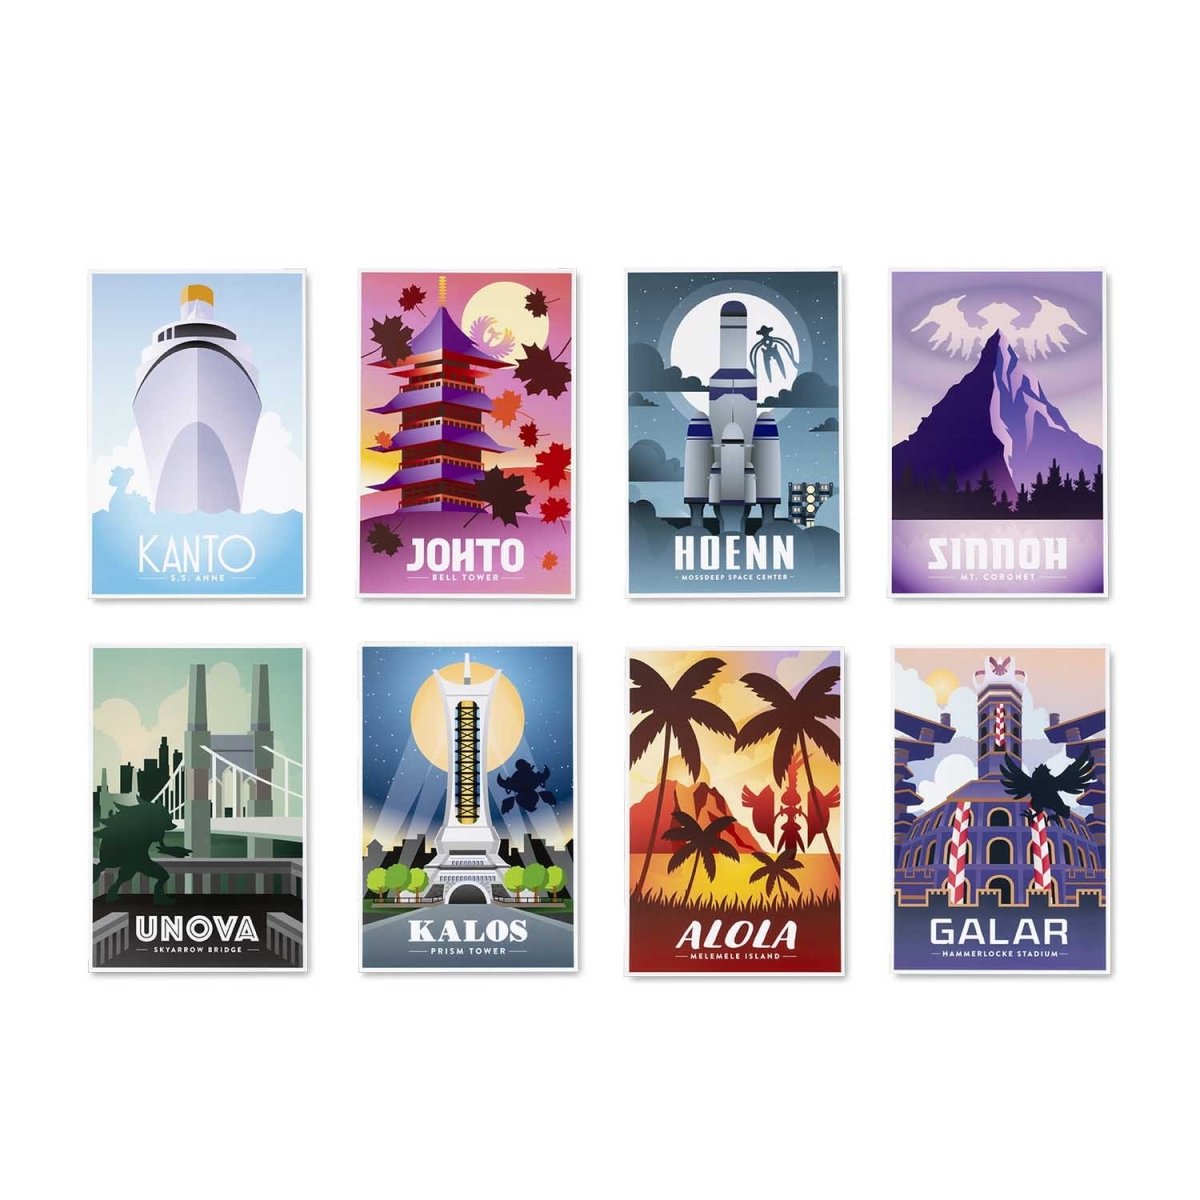 KANTO
S.S. ANNE
JOHTO
BELL TOWER
HOENN
MOSSDEEP SPACE CENTER
SINNOH
MT. CORONET
UNOVA
SKYARROW BRIDGE
KALOS
PRISM TOWER
ALOLA
MELEMELE ISLAND
GALAR
HAMMERLOCKE STADIUM